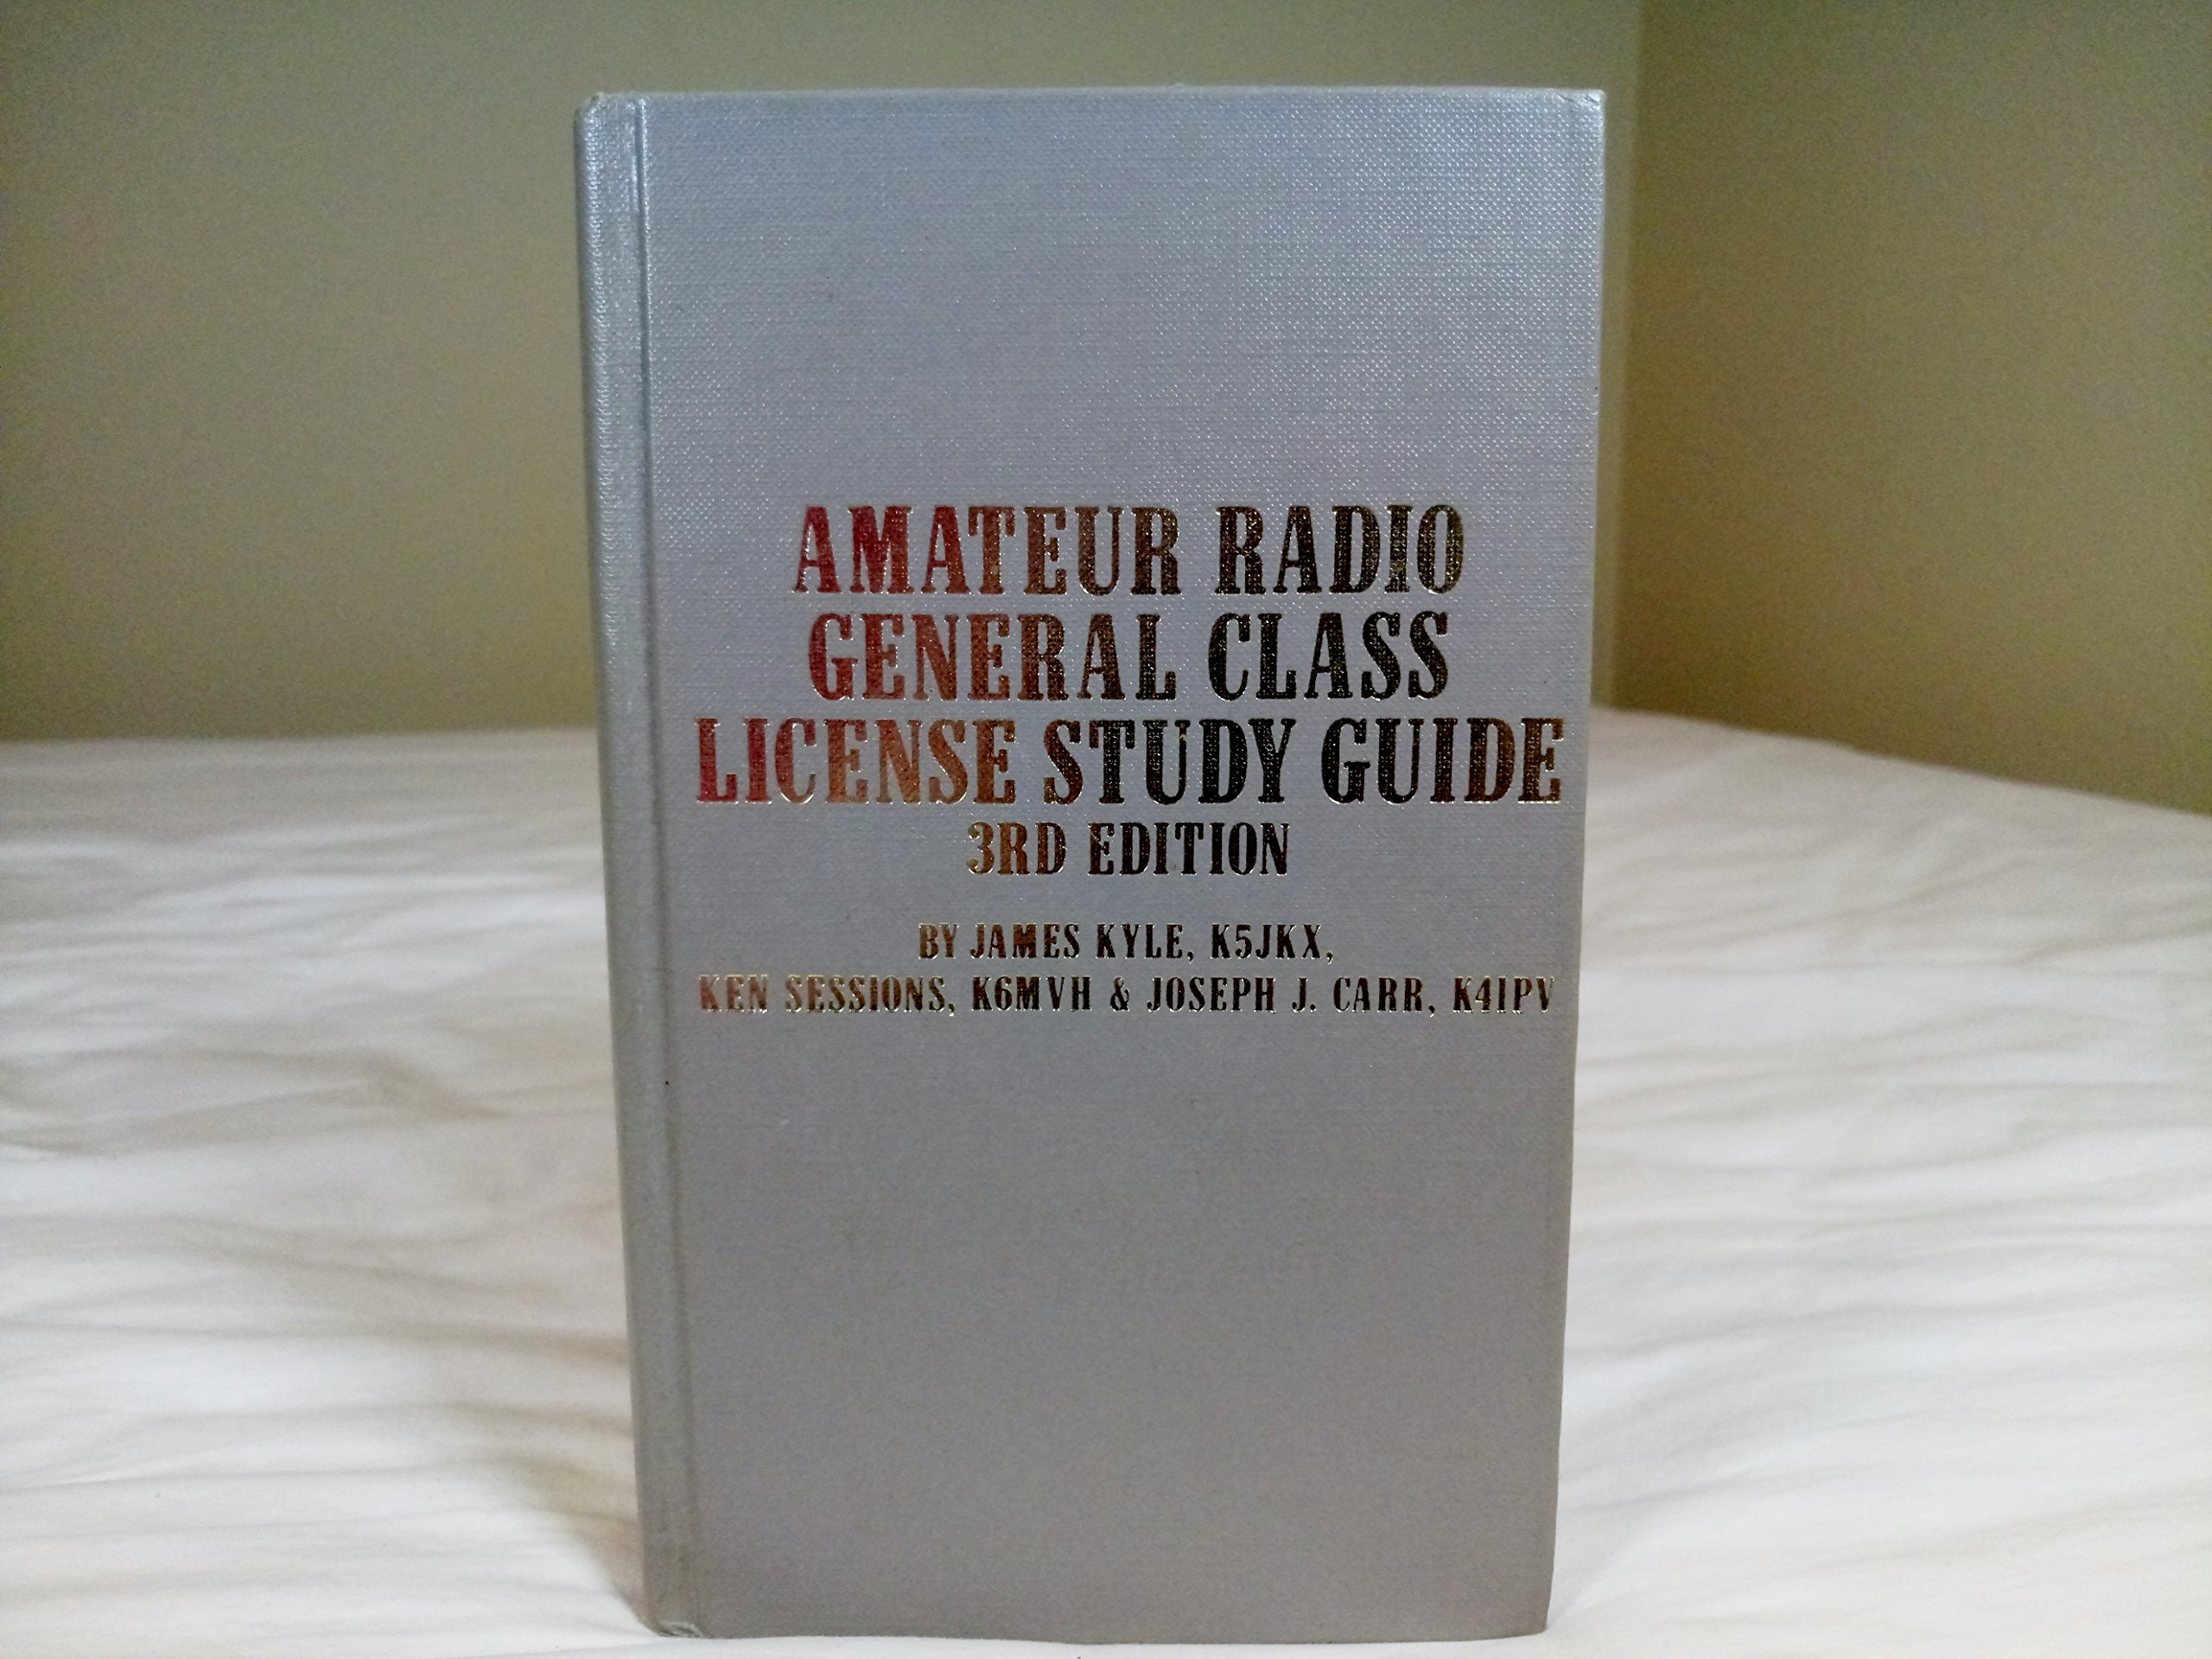 AMATEUR RADIO
GENERAL CLASS
LICENSE STUDY GUIDE
3RD EDITION
BY JAMES KYLE, K5JKX,
KEN SESSIONS, K6MVH & JOSEPH J. CARR, K4IPV